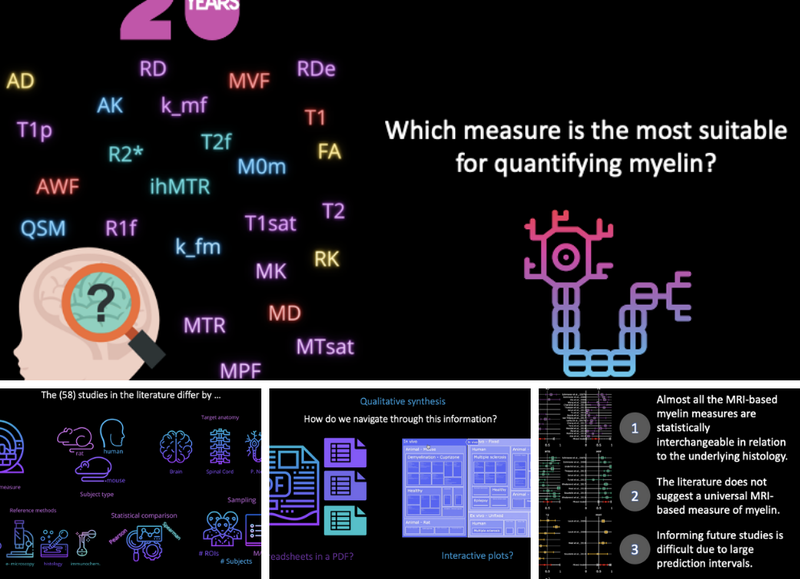 20
YEARS
AD
RD
MVF
RDe
AK
k_mf
T1p
T1
R2*
T2f
M0m
FA
AWF
ihMTR
QSM
R1f
T1sat
T2
k_fm
MK
RK
?
MTR
MD
MTsat
MPF
Which measure is the most suitable
for quantifying myelin?
The (58) studies in the literature differ by ...
rat
human
mouse
Subject type
Target anatomy
Brain
Spinal Cord
Reference methods
histology
Statistical comparison
Pearson
Spearman
Sampling
# ROIs
# Subjects
Qualitative synthesis
How do we navigate through this information?
readsheets in a PDF?
Interactive plots?
1
Almost all the MRI-based
myelin measures are
statistically
interchangeable in relation
to the underlying histology.
2
The literature does not
suggest a universal MRI-
based measure of myelin.
3
Informing future studies is
difficult due to large
prediction intervals.